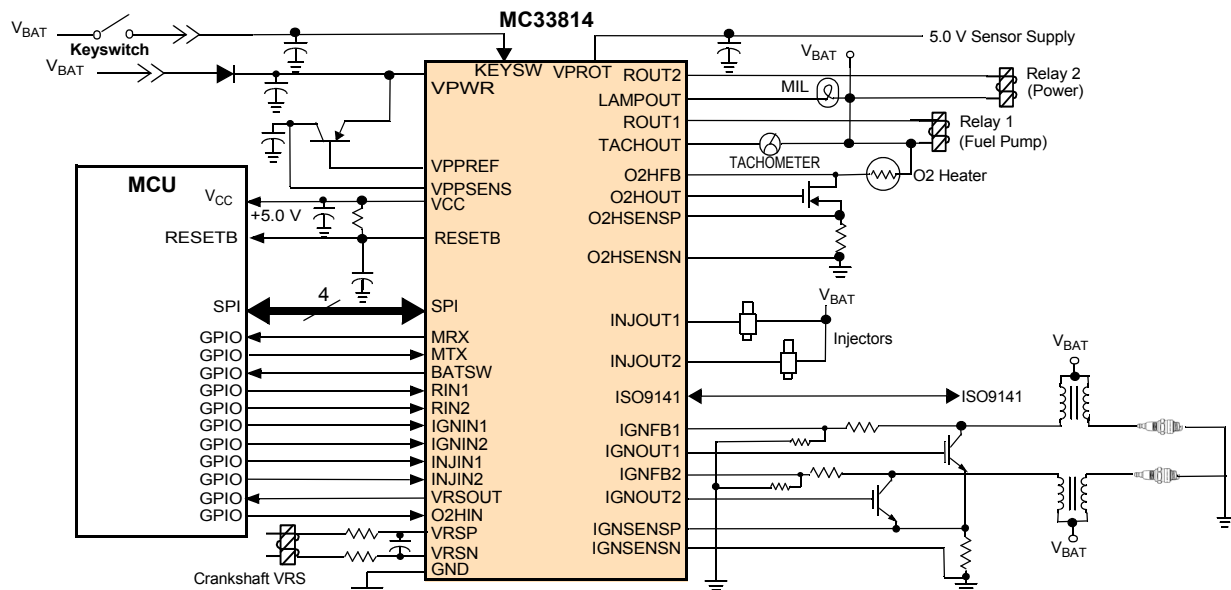 MC33814
VBAT
Keyswitch
VBAT
KEYSW
VPROT
5.0 V Sensor Supply
VPWR
VPPREF
VPPSENS
VCC
RESETB
SPI
MRX
MTX
BATSW
RIN1
RIN2
IGNIN1
IGNIN2
INJIN1
INJIN2
VRSOUT
O2HIN
VRSP
VRSN
GND
MCU
VCC
+5.0 V
RESETB
SPI
4
GPIO
GPIO
GPIO
GPIO
GPIO
GPIO
GPIO
GPIO
GPIO
GPIO
GPIO
Crankshaft VRS
ROUT2
LAMPOUT
ROUT1
TACHOUT
O2HFB
O2HOUT
O2HSENSP
O2HSENSN
INJOUT1
INJOUT2
ISO9141
IGNFB1
IGNOUT1
IGNFB2
IGNOUT2
IGNSENSP
IGNSENSN
VBAT
MIL
Relay 2
(Power)
Relay 1
(Fuel Pump)
TACHOMETER
O2 Heater
VBAT
Injectors
ISO9141
VBAT
VBAT